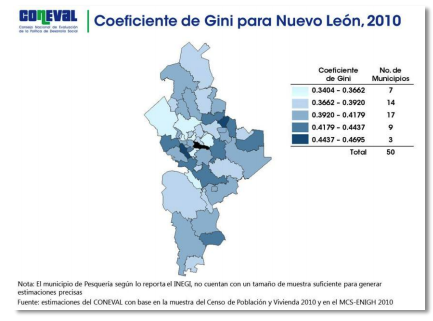 CONEVAL
Consejo Nacional de Evaluación
de la Política de Desarrollo Social
Coeficiente de Gini para Nuevo León, 2010
Coeficiente de Gini No. de Municipios
0.3404 - 0.3662 7
0.3662 - 0.3920 14
0.3920 - 0.4179 17
0.4179 - 0.4437 9
0.4437 - 0.4695 3
Total 50
Nota: El municipio de Pesquería según lo reporta el INEGI, no cuentan con un tamaño de muestra suficiente para generar
estimaciones precisas
Fuente: estimaciones del CONEVAL con base en la muestra del Censo de Población y Vivienda 2010 y en el MCS-ENIGH 2010